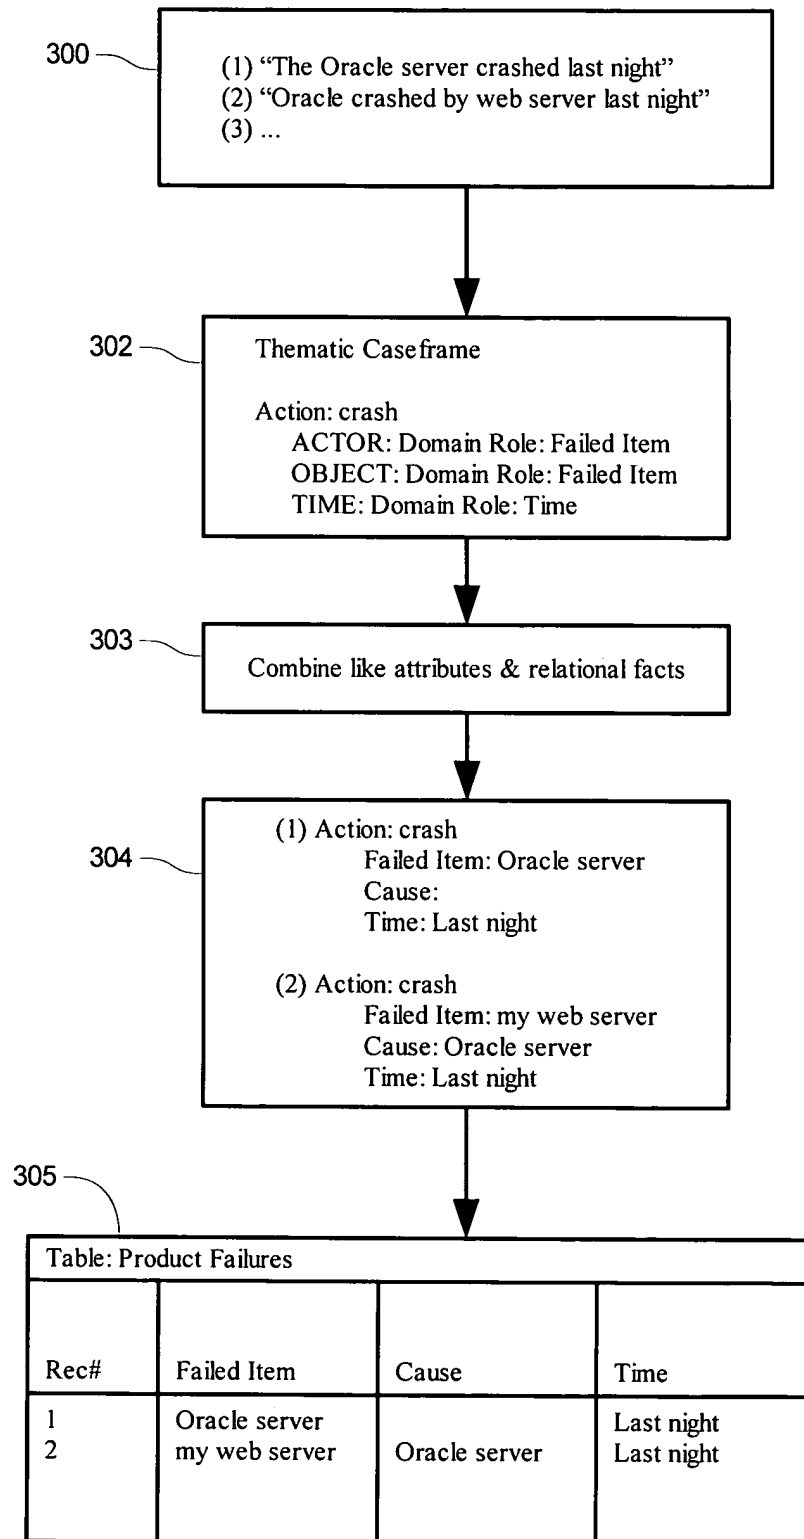 300
(1) “The Oracle server crashed last night”
(2) “Oracle crashed by web server last night”
(3) ...
302
Thematic Caseframe
Action: crash
ACTOR: Domain Role: Failed Item
OBJECT: Domain Role: Failed Item
TIME: Domain Role: Time
303
Combine like attributes & relational facts
304
(1) Action: crash
Failed Item: Oracle server
Cause:
Time: Last night
(2) Action: crash
Failed Item: my web server
Cause: Oracle server
Time: Last night
305
Table: Product Failures
Rec# Failed Item Cause Time
1 Oracle server Last night
2 my web server Oracle server Last night